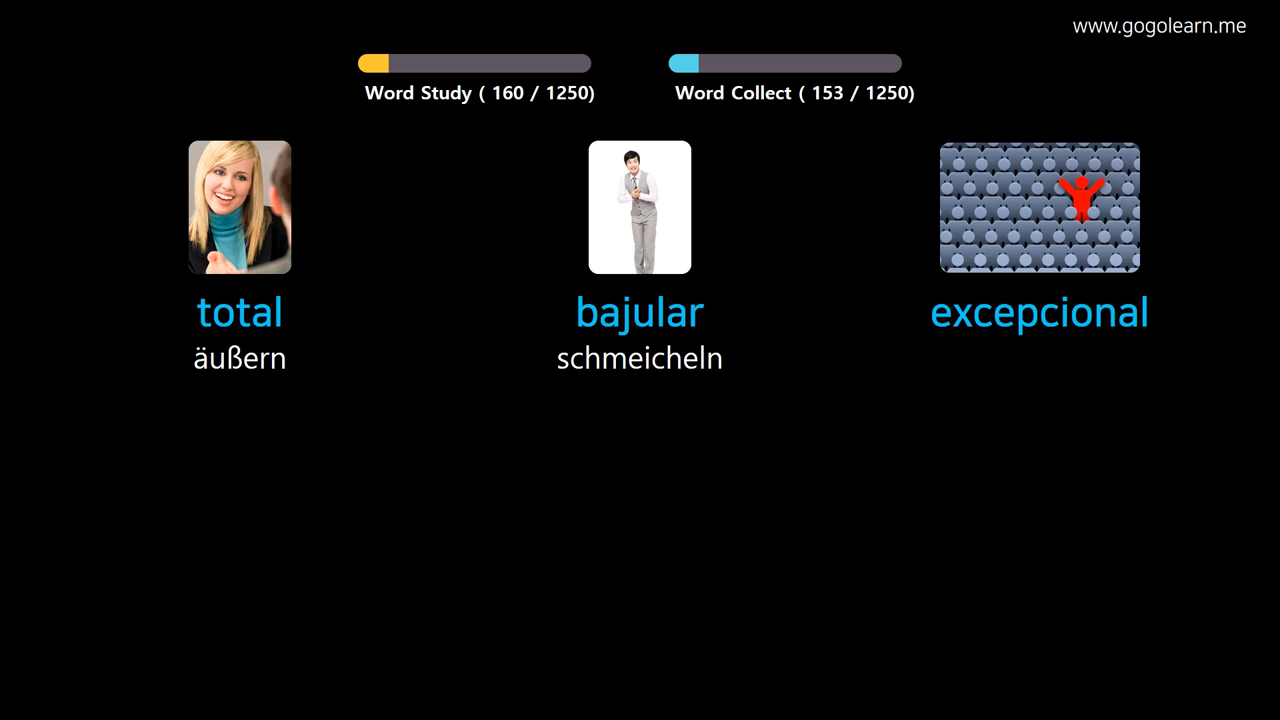 www.gogolearn.me
Word Study ( 160 / 1250)
Word Collect ( 153 / 1250)
total
bajular
excepcional
äußern
schmeicheln